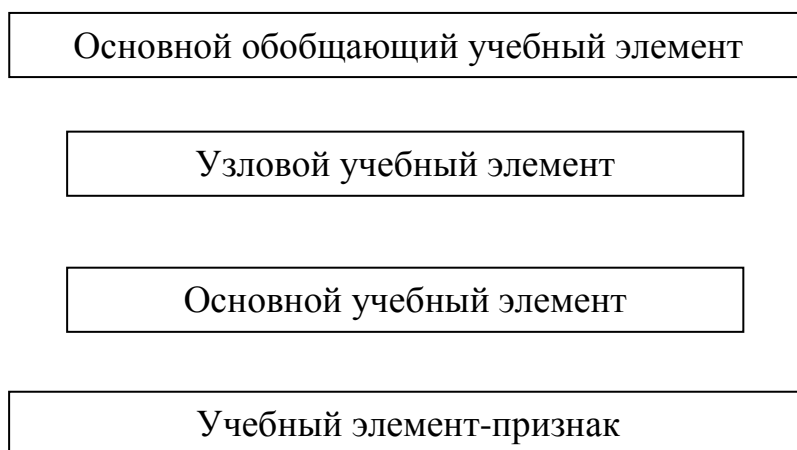 Основной обобщающий учебный элемент
Узловой учебный элемент
Основной учебный элемент
Учебный элемент-признак